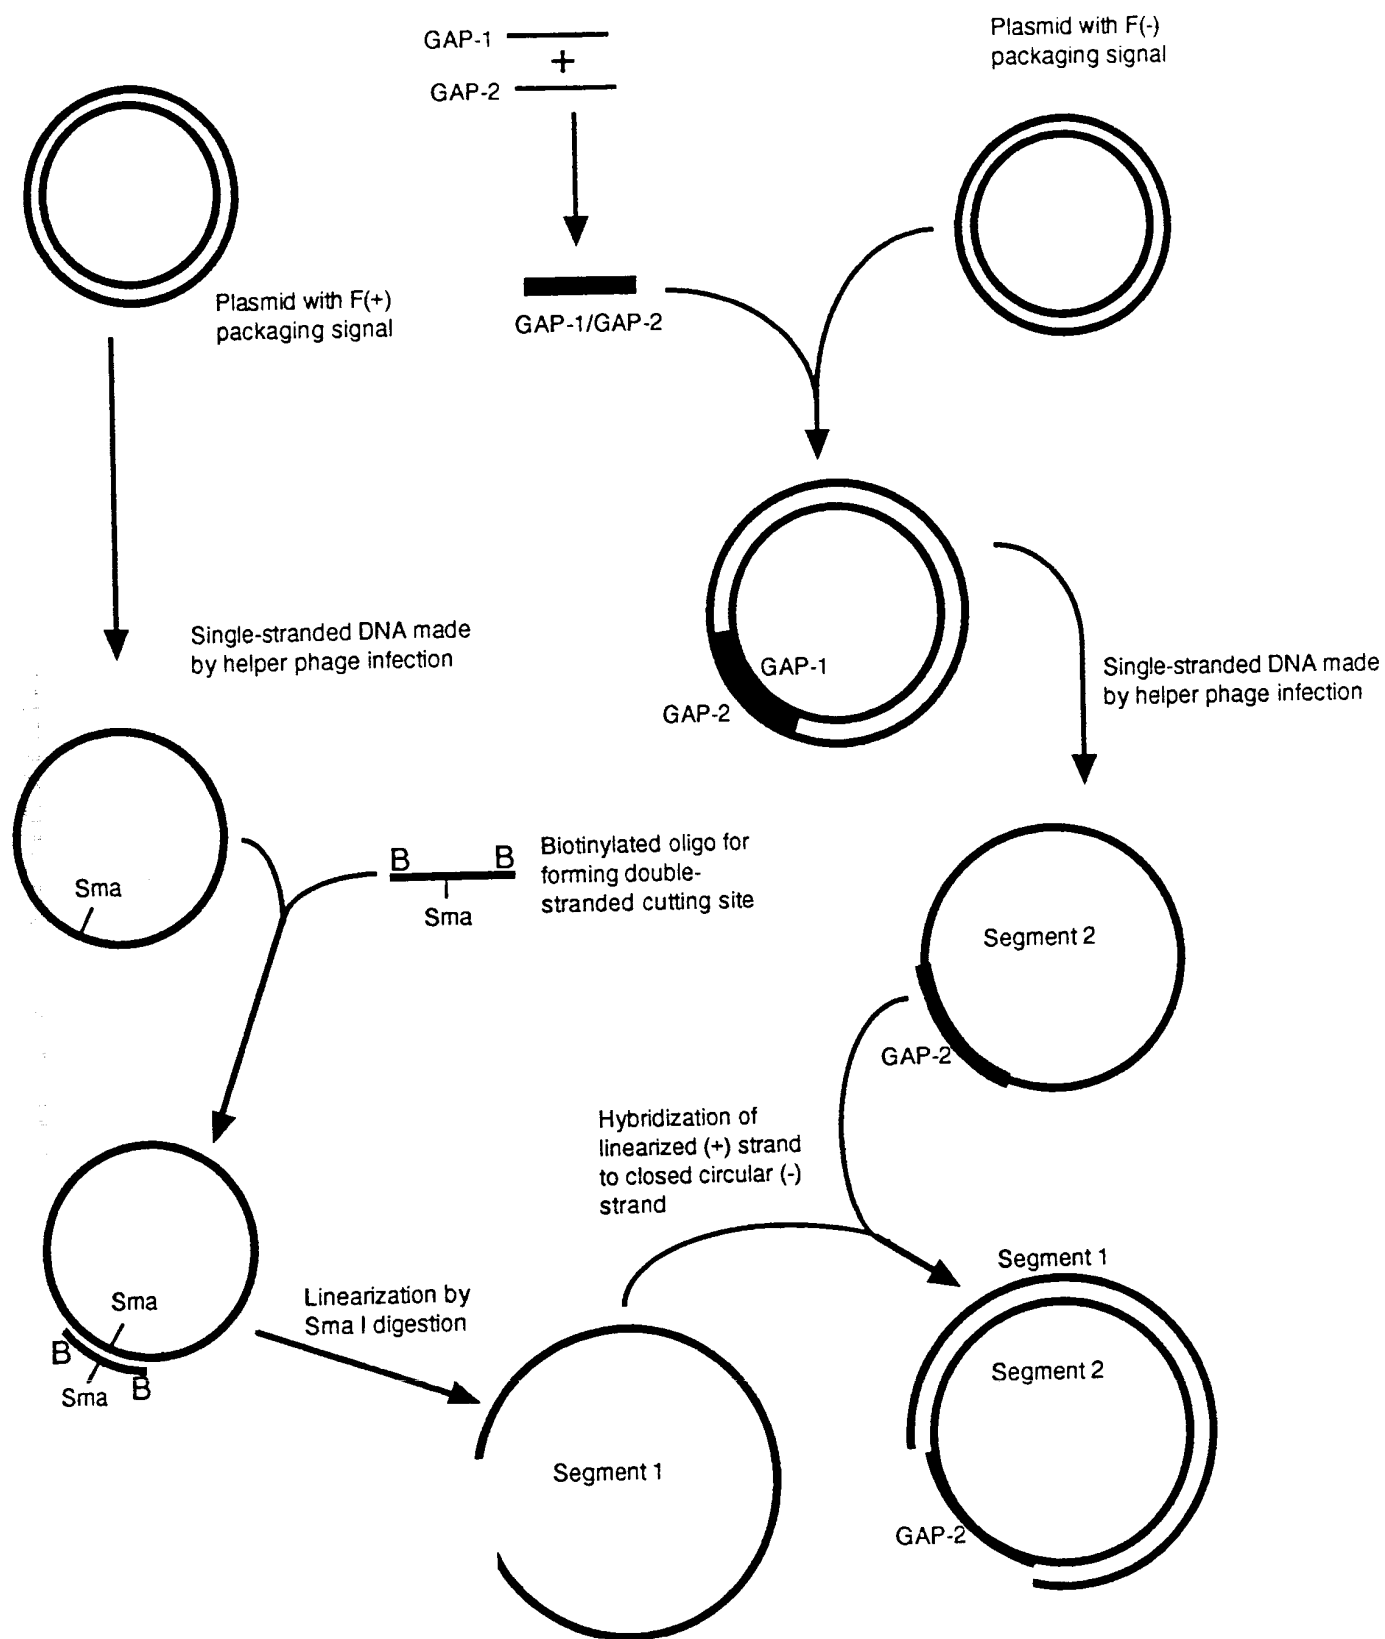 GAP-1
+
GAP-2
Plasmid with F(-)
packaging signal
Plasmid with F(+)
packaging signal
GAP-1/GAP-2
Single-stranded DNA made
by helper phage infection
GAP-1
GAP-2
Single-stranded DNA made
by helper phage infection
Sma
B B
Sma
Biotinylated oligo for
forming double-
stranded cutting site
Segment 2
GAP-2
Hybridization of
linearized (+) strand
to closed circular (-)
strand
Sma
B
Sma
B
Linearization by
Sma I digestion
Segment 1
Segment 1
Segment 2
GAP-2